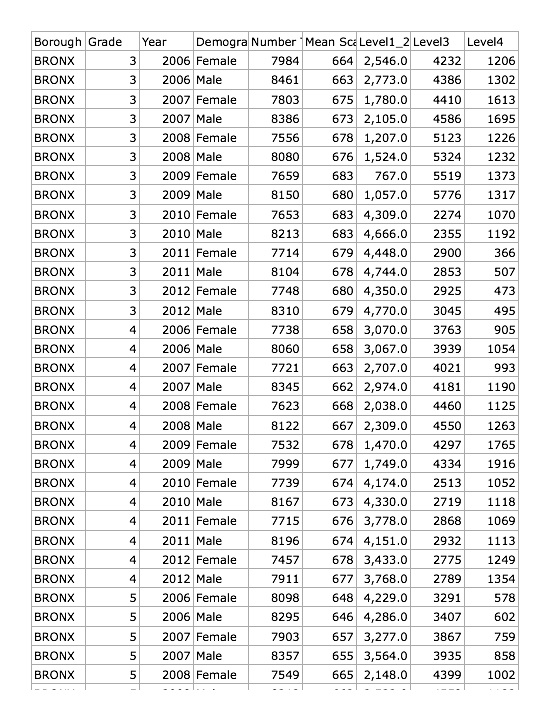 Borough Grade Year Demogra Number Mean Sca Level1_2 Level3 Level4
BRONX 3 2006 Female 7984 664 2,546.0 4232 1206
BRONX 3 2006 Male 8461 663 2,773.0 4386 1302
BRONX 3 2007 Female 7803 675 1,780.0 4410 1613
BRONX 3 2007 Male 8386 673 2,105.0 4586 1695
BRONX 3 2008 Female 7556 678 1,207.0 5123 1226
BRONX 3 2008 Male 8080 676 1,524.0 5324 1232
BRONX 3 2009 Female 7659 683 767.0 5519 1373
BRONX 3 2009 Male 8150 680 1,057.0 5776 1317
BRONX 3 2010 Female 7653 683 4,309.0 2274 1070
BRONX 3 2010 Male 8213 683 4,666.0 2355 1192
BRONX 3 2011 Female 7714 679 4,448.0 2900 366
BRONX 3 2011 Male 8104 678 4,744.0 2853 507
BRONX 3 2012 Female 7748 680 4,350.0 2925 473
BRONX 3 2012 Male 8310 679 4,770.0 3045 495
BRONX 4 2006 Female 7738 658 3,070.0 3763 905
BRONX 4 2006 Male 8060 658 3,067.0 3939 1054
BRONX 4 2007 Female 7721 663 2,707.0 4021 993
BRONX 4 2007 Male 8345 662 2,974.0 4181 1190
BRONX 4 2008 Female 7623 668 2,038.0 4460 1125
BRONX 4 2008 Male 8122 667 2,309.0 4550 1263
BRONX 4 2009 Female 7532 678 1,470.0 4297 1765
BRONX 4 2009 Male 7999 677 1,749.0 4334 1916
BRONX 4 2010 Female 7739 674 4,174.0 2513 1052
BRONX 4 2010 Male 8167 673 4,330.0 2719 1118
BRONX 4 2011 Female 7715 676 3,778.0 2868 1069
BRONX 4 2011 Male 8196 674 4,151.0 2932 1113
BRONX 4 2012 Female 7457 678 3,433.0 2775 1249
BRONX 4 2012 Male 7911 677 3,768.0 2789 1354
BRONX 5 2006 Female 8098 648 4,229.0 3291 578
BRONX 5 2006 Male 8295 646 4,286.0 3407 602
BRONX 5 2007 Female 7903 657 3,277.0 3867 759
BRONX 5 2007 Male 8357 655 3,564.0 3935 858
BRONX 5 2008 Female 7549 665 2,148.0 4399 1002